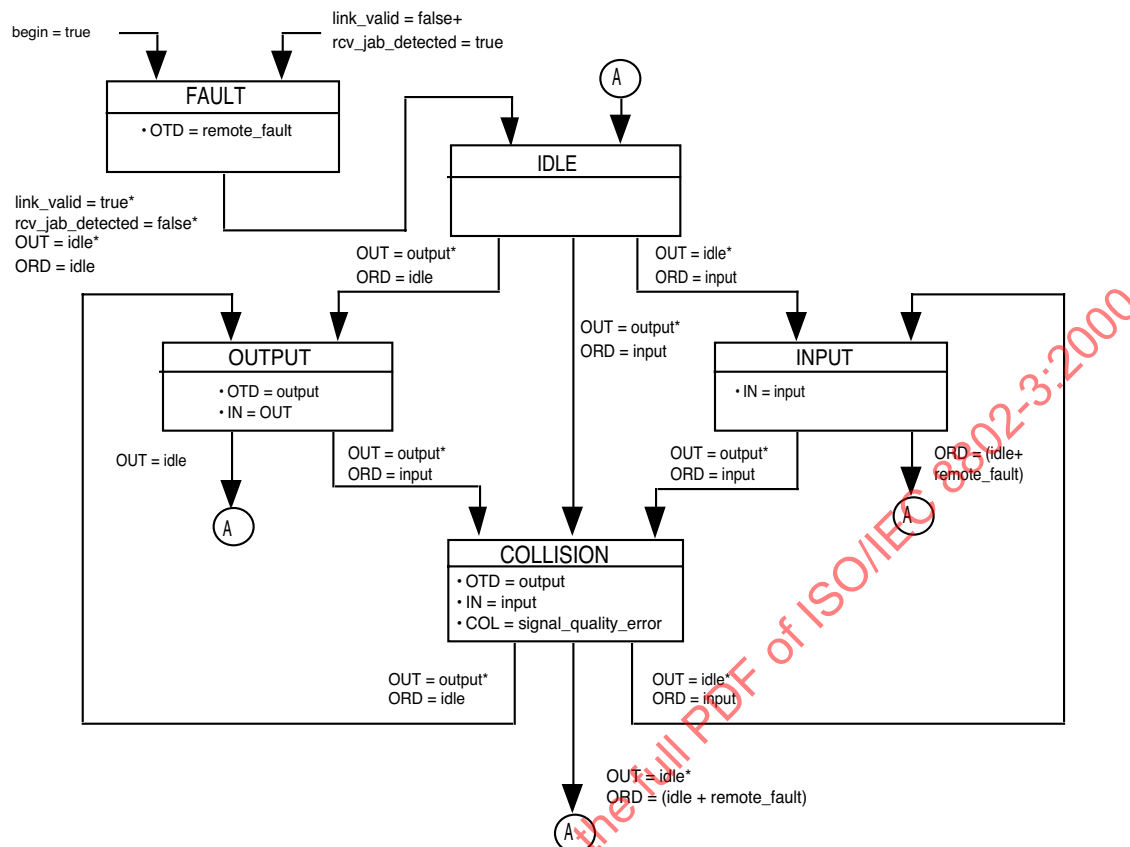 begin = true
link_valid = false+
rcv_jab_detected = true
A
FAULT
• OTD = remote_fault
IDLE
link_valid = true*
rcv_jab_detected = false*
OUT = idle*
ORD = idle
OUT = output*
ORD = idle
OUT = idle*
ORD = input
OUT = output*
ORD = input
OUTPUT
• OTD = output
• IN = OUT
INPUT
• IN = input
OUT = idle
OUT = output*
ORD = input
OUT = output*
ORD = input
ORD = (idle+
remote_fault)
A
A
COLLISION
• OTD = output
• IN = input
• COL = signal_quality_error
OUT = output*
ORD = idle
OUT = idle*
ORD = input
OUT = idle*
ORD = (idle + remote_fault)
A
the full PDF of ISO/IEC 8802-3:2000